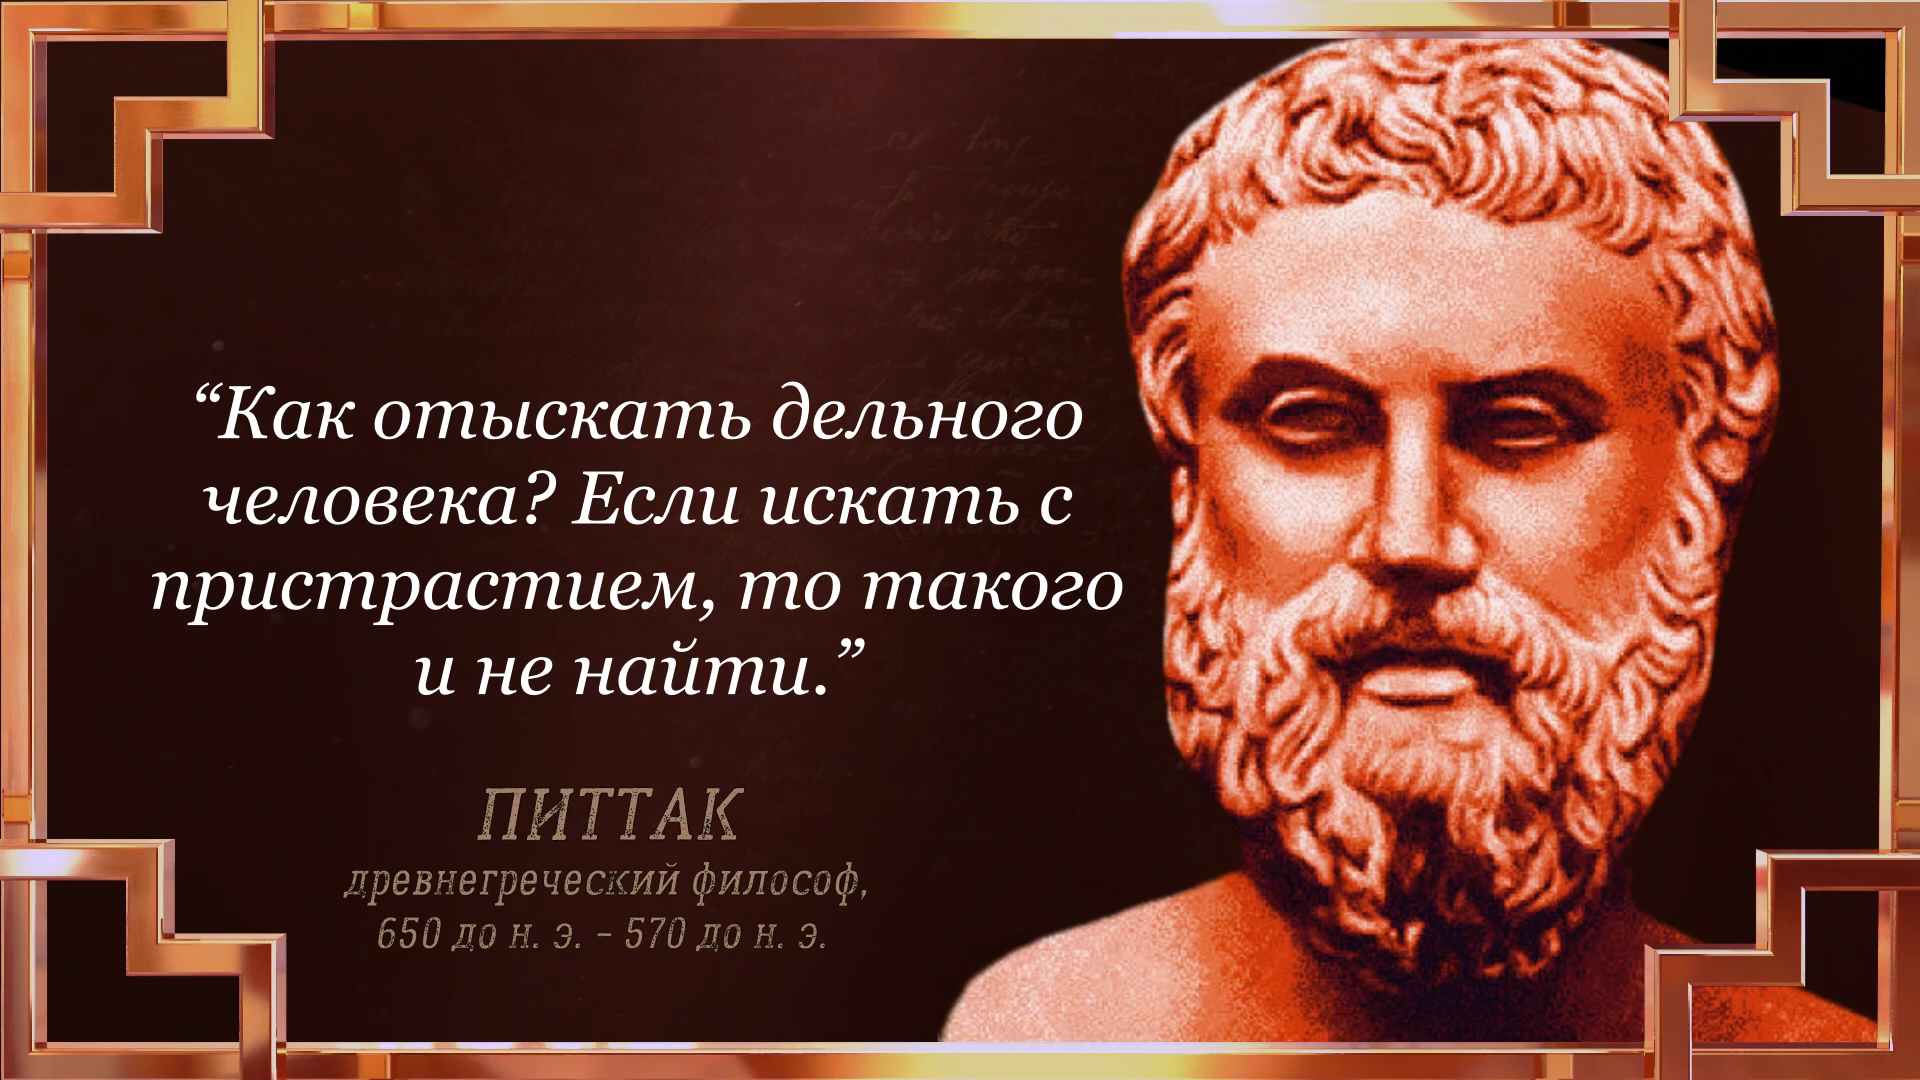 “Как отыскать дельного
человека? Если искать с
пристрастием, то такого
и не найти.”
ПИТТАК
древнегреческий философ,
650 до н. э. – 570 до н. э.